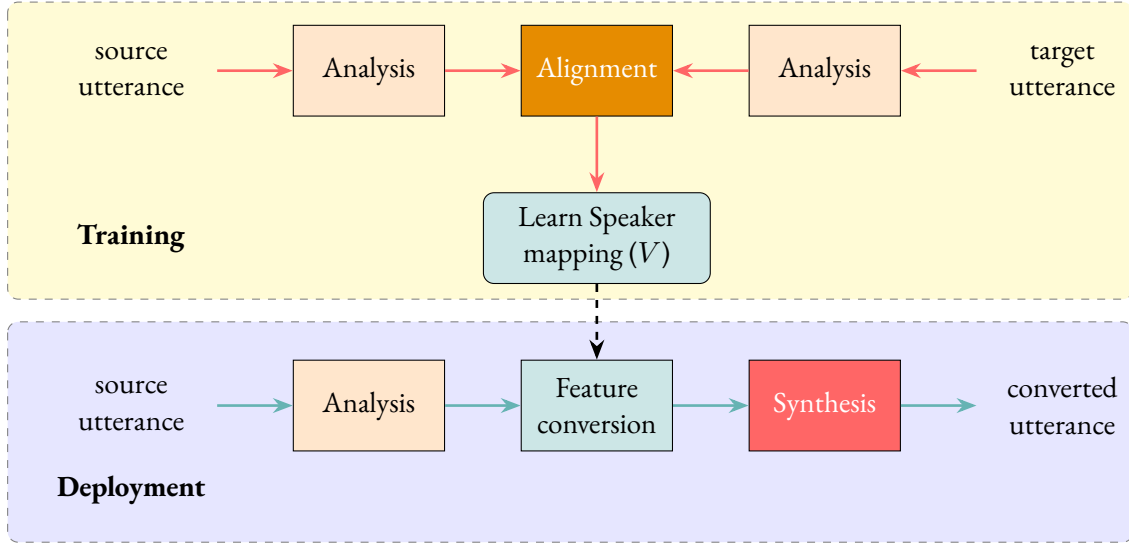 source
utterance
Analysis
Alignment
Analysis
target
utterance
Learn Speaker
mapping (V)
Training
source
utterance
Analysis
Feature
conversion
Synthesis
converted
utterance
Deployment